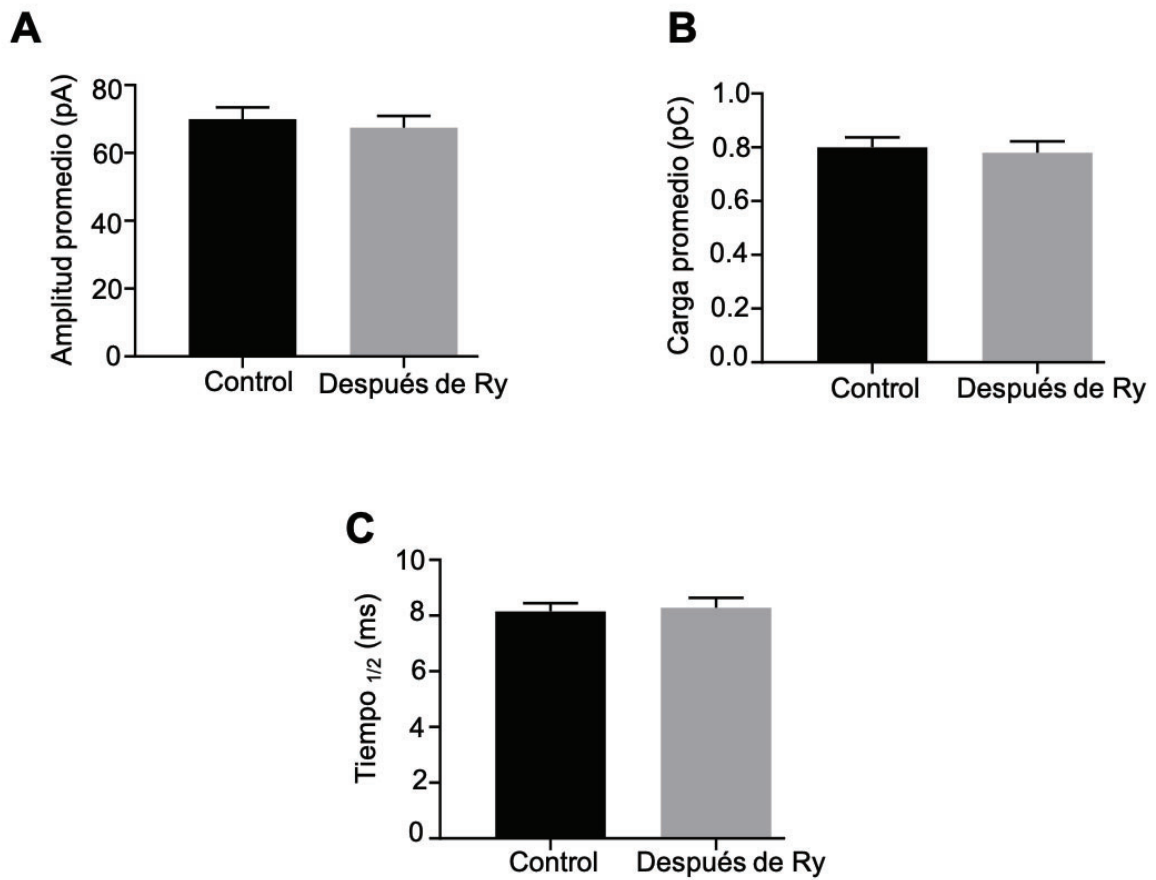 A
Amplitud promedio (pA)
80
60
40
20
0
Control
Después de Ry
B
Carga promedio (pC)
1.0
0.8
0.6
0.4
0.2
0.0
Control
Después de Ry
C
Tiempo 1/2 (ms)
10
8
6
4
2
0
Control
Después de Ry